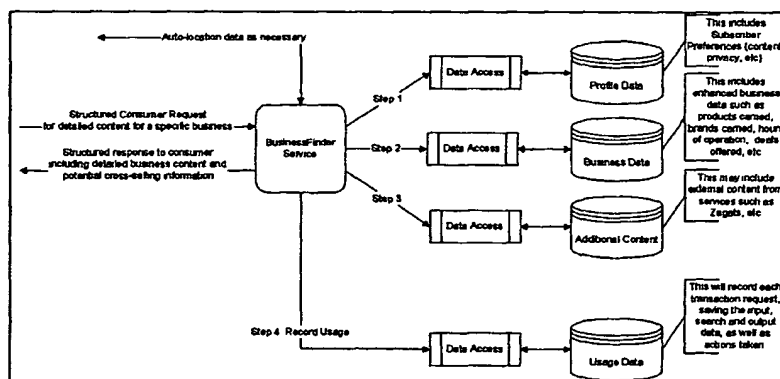 Auto-location data as necessary
Structured Consumer Request
for detailed content for a specific business
Structured response to consumer
including detailed business content and
potential cross-selling information
BusinessFinder
Service
Step 1
Data Access
Profile Data
This includes
Subscriber
Preferences (content,
privacy, etc)
Step 2
Data Access
Business Data
This includes
enhanced business
data such as
products carried,
brands carried, hours
of operation, deals
offered, etc
Step 3
Data Access
Additional Content
This may include
external content from
services such as
Zagats, etc
Step 4 Record Usage
Data Access
Usage Data
This will record each
transaction request,
saving the input,
search and output
data, as well as
actions taken